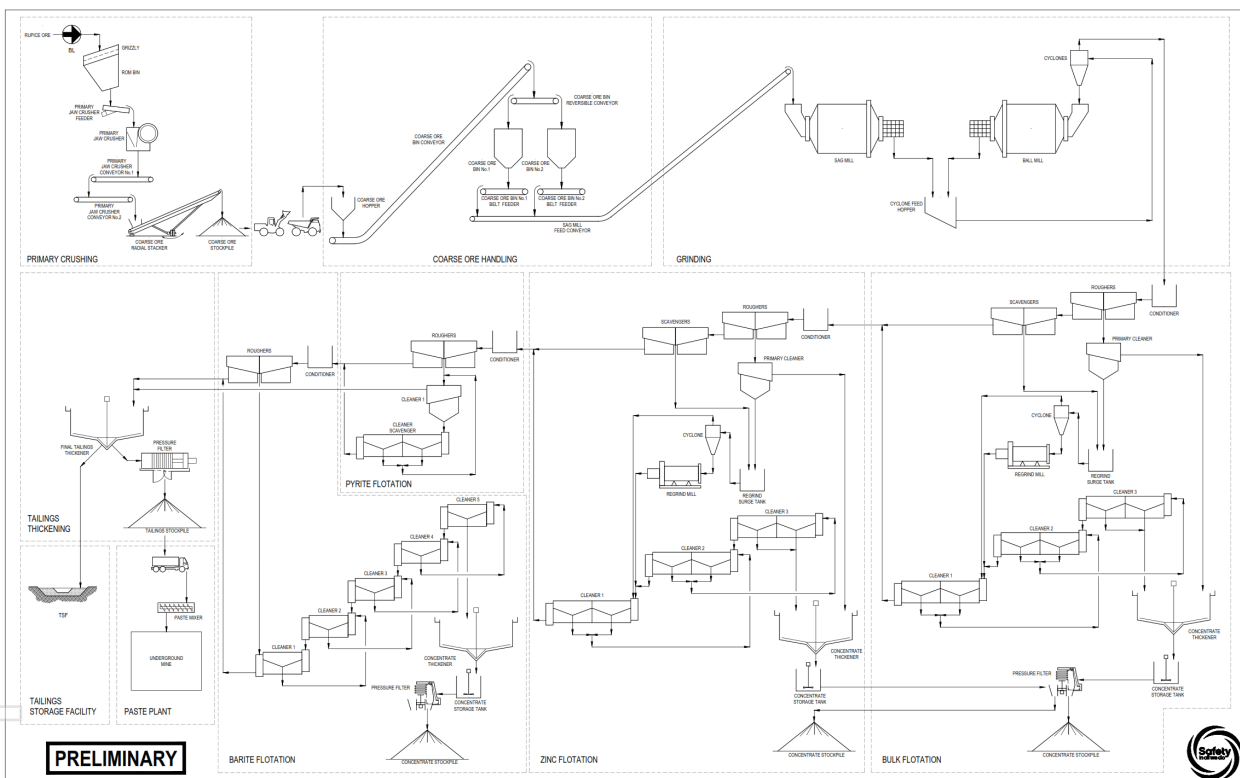 RUPICE ORE
BL
GRIZZLY
ROM BIN
PRIMARY
JAW CRUSHER
FEEDER
PRIMARY
JAW CRUSHER
PRIMARY
JAW CRUSHER
CONVEYOR No.1
PRIMARY
JAW CRUSHER
CONVEYOR No.2
COARSE ORE
RADIAL STACKER
COARSE ORE
STOCKPILE
PRIMARY CRUSHING
COARSE ORE
HOPPER
COARSE ORE
BIN CONVEYOR
COARSE ORE BIN
REVERSIBLE CONVEYOR
COARSE ORE
BIN No.1
COARSE ORE
BIN No.2
COARSE ORE BIN No.1
BELT FEEDER
COARSE ORE BIN No.2
BELT FEEDER
SAG MILL
FEED CONVEYOR
COARSE ORE HANDLING
SAG MILL
BALL MILL
CYCLONES
CYCLONE FEED
HOPPER
GRINDING
ROUGHERS
CONDITIONER
FINAL TAILINGS
THICKENER
PRESSURE
FILTER
TAILINGS STOCKPILE
TAILINGS
THICKENING
ROUGHERS
CONDITIONER
CLEANER 1
CLEANER
SCAVENGER
PYRITE FLOTATION
SCAVENGERS
ROUGHERS
CONDITIONER
PRIMARY CLEANER
CYCLONE
REGRIND MILL
REGRIND
SURGE TANK
CLEANER 3
CLEANER 2
CLEANER 1
CONCENTRATE
THICKENER
CONCENTRATE
STORAGE TANK
CONCENTRATE STOCKPILE
ZINC FLOTATION
SCAVENGERS
ROUGHERS
CONDITIONER
PRIMARY CLEANER
CYCLONE
REGRIND MILL
REGRIND
SURGE TANK
CLEANER 3
CLEANER 2
CLEANER 1
CONCENTRATE
THICKENER
PRESSURE FILTER
CONCENTRATE
STORAGE TANK
CONCENTRATE STOCKPILE
BULK FLOTATION
CLEANER 5
CLEANER 4
CLEANER 3
CLEANER 2
CLEANER 1
CONCENTRATE
THICKENER
PRESSURE FILTER
CONCENTRATE
STORAGE TANK
CONCENTRATE STOCKPILE
BARITE FLOTATION
TSF
TAILINGS
STORAGE FACILITY
PASTE MIXER
UNDERGROUND
MINE
PASTE PLANT
PRELIMINARY
Safety
in all we do